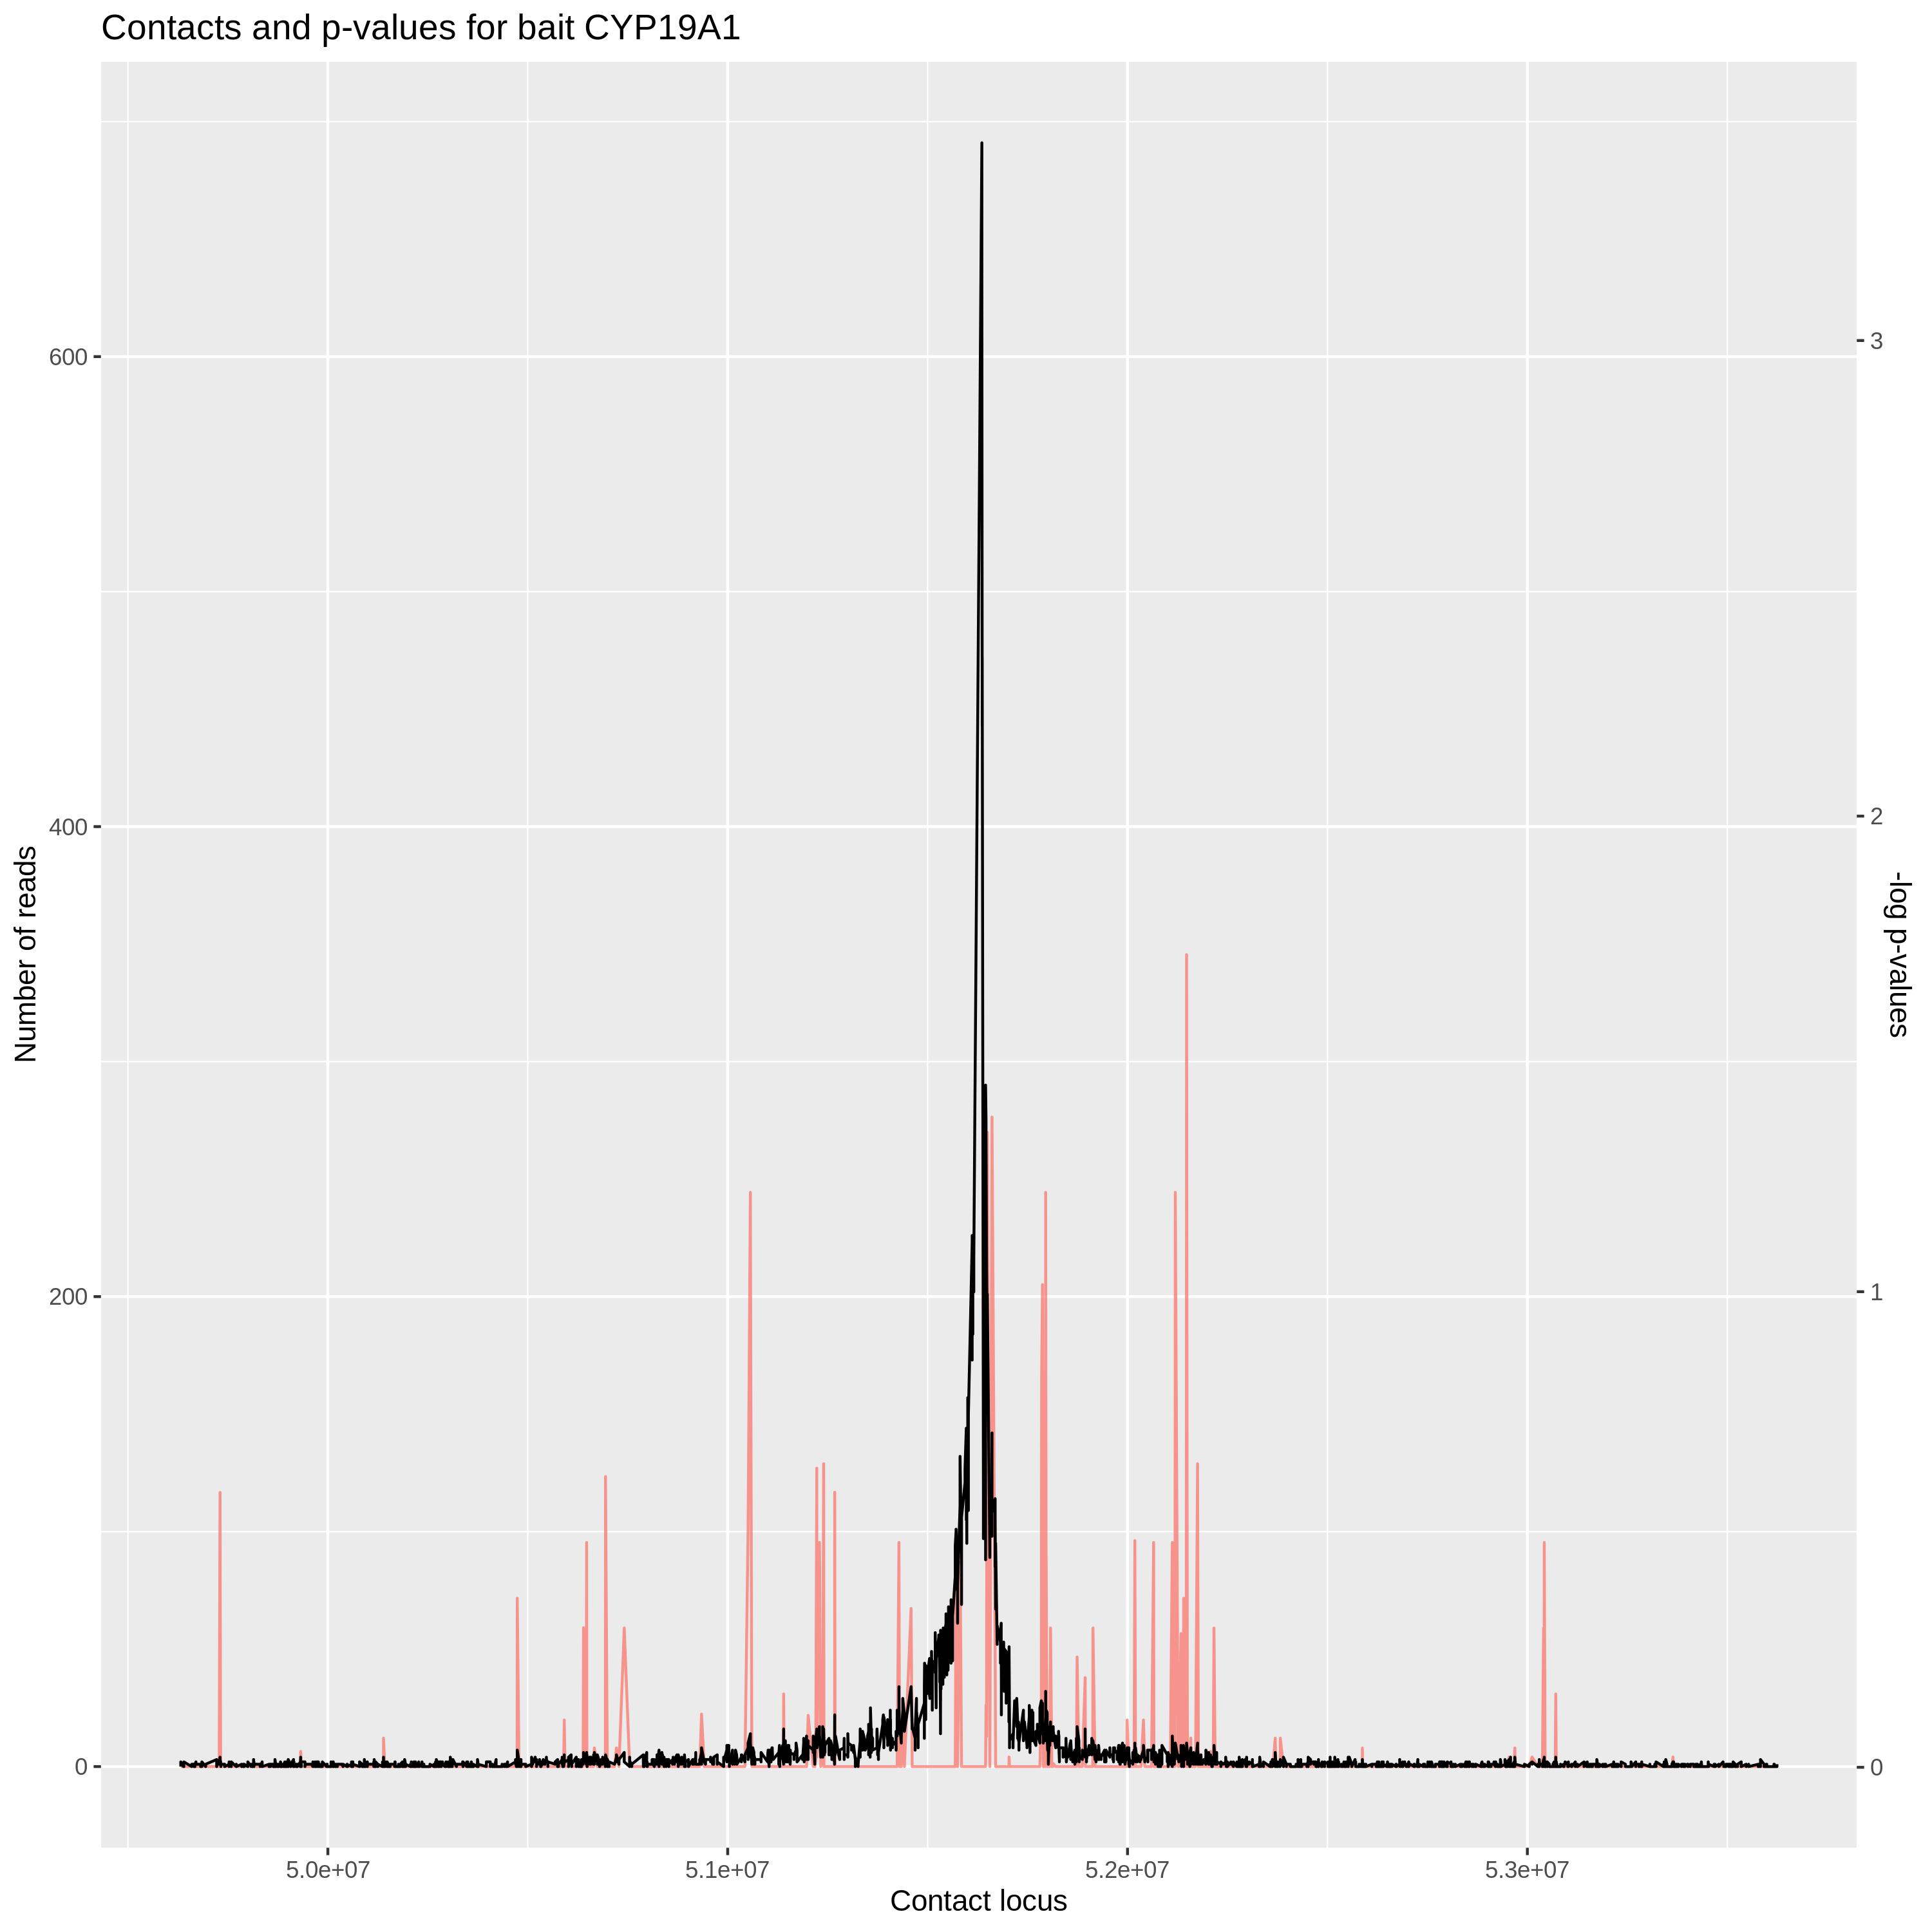 Contacts and p-values for bait CYP19A1
Number of reads
600
400
200
0
3
2
1
0
-log p-values
5.0e+07 5.1e+07 5.2e+07 5.3e+07
Contact locus